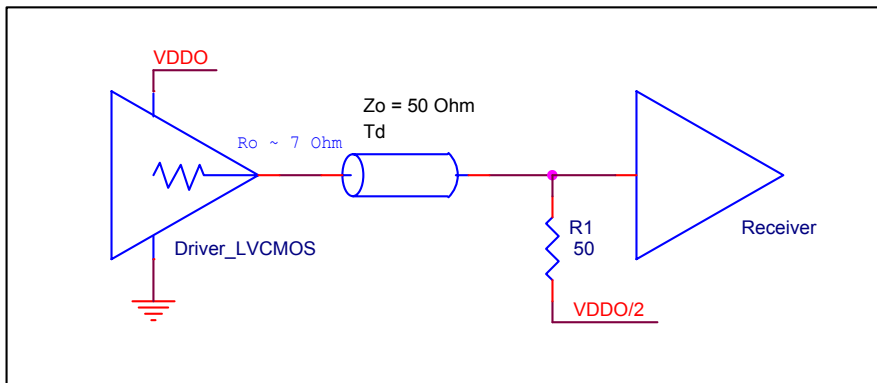 VDDO
Zo = 50 Ohm
Td
Ro ~ 7 Ohm
R1
50
Driver_LVCMOS
Receiver
VDDO/2